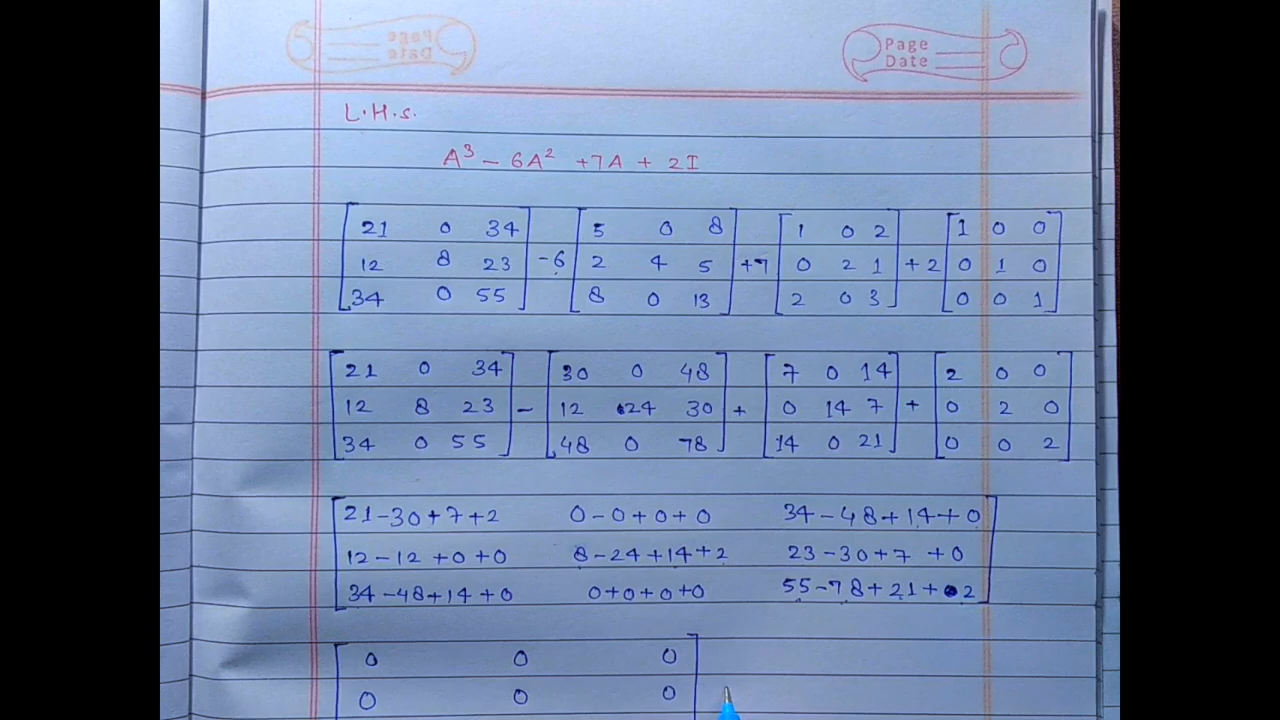 Page
Date
L.H.S.
A³ - 6A² + 7A + 2I
[21 0 34] [5 0 8] [1 0 2] [1 0 0]
[12 8 23] -6 [2 4 5] +7 [0 2 1] +2 [0 1 0]
[34 0 55] [8 0 13] [2 0 3] [0 0 1]
[21 0 34] [30 0 48] [7 0 14] [2 0 0]
[12 8 23] - [12 24 30] + [0 14 7] + [0 2 0]
[34 0 55] [48 0 78] [14 0 21] [0 0 2]
[21-30+7+2 0-0+0+0 34-48+14+0]
[12-12+0+0 8-24+14+2 23-30+7+0]
[34-48+14+0 0+0+0+0 55-78+21+2]
[0 0 0]
[0 0 0]